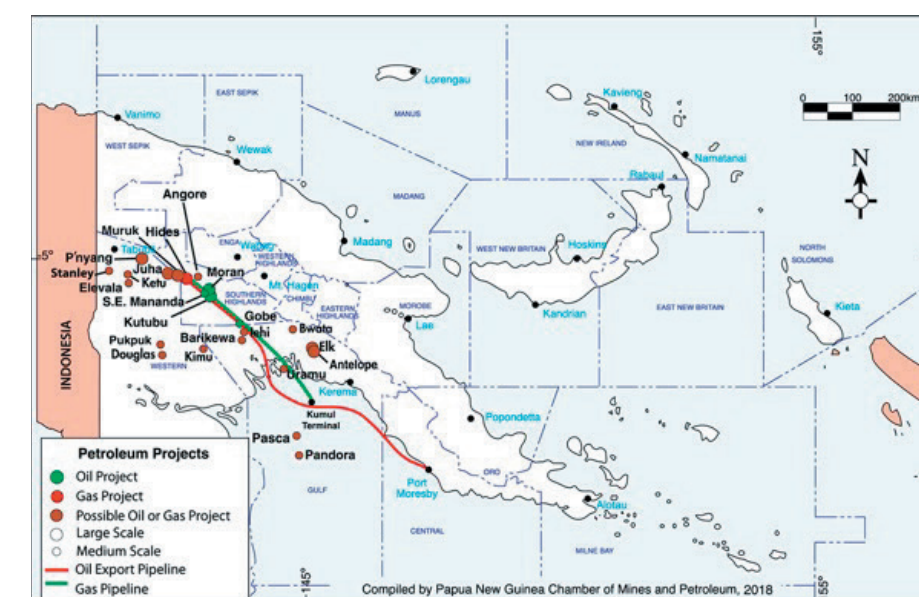 155°
Lorengau
Kavieng
0 100 200km
EAST SEPIK
MANUS
Vanimo
WEST SEPIK
NEW IRELAND
N
Wewak
Namatanai
Rabaul
Angore
MADANG
Muruk Hides
ENGA
Madang
WEST NEW BRITAIN
Hoskins
NORTH
SOLOMONS
5°
P'nyang
WESTERN
HIGHLANDS
Stanley
Juha
Moran
Ketu
Elevala
Mt. Hagen
S.E. Mananda
SOUTHERN
HIGHLANDS
CHIMBU
EASTERN
HIGHLANDS
MOROBE
Kandrian
EAST NEW BRITAIN
Kieta
Kutubu
Gobe
Lae
INDONESIA
Iehi
Bwata
Pukpuk
Barikewa
Elk
Douglas
Kimu
Antelope
WESTERN
Uramu
Kerema
Kumul
Terminal
Popondetta
Pasca
Pandora
Port
Moresby
ORO
GULF
Alotau
CENTRAL
MILNE BAY
Petroleum Projects
Oil Project
Gas Project
Possible Oil or Gas Project
Large Scale
Medium Scale
Oil Export Pipeline
Gas Pipeline
145°
Compiled by Papua New Guinea Chamber of Mines and Petroleum, 2018
155°